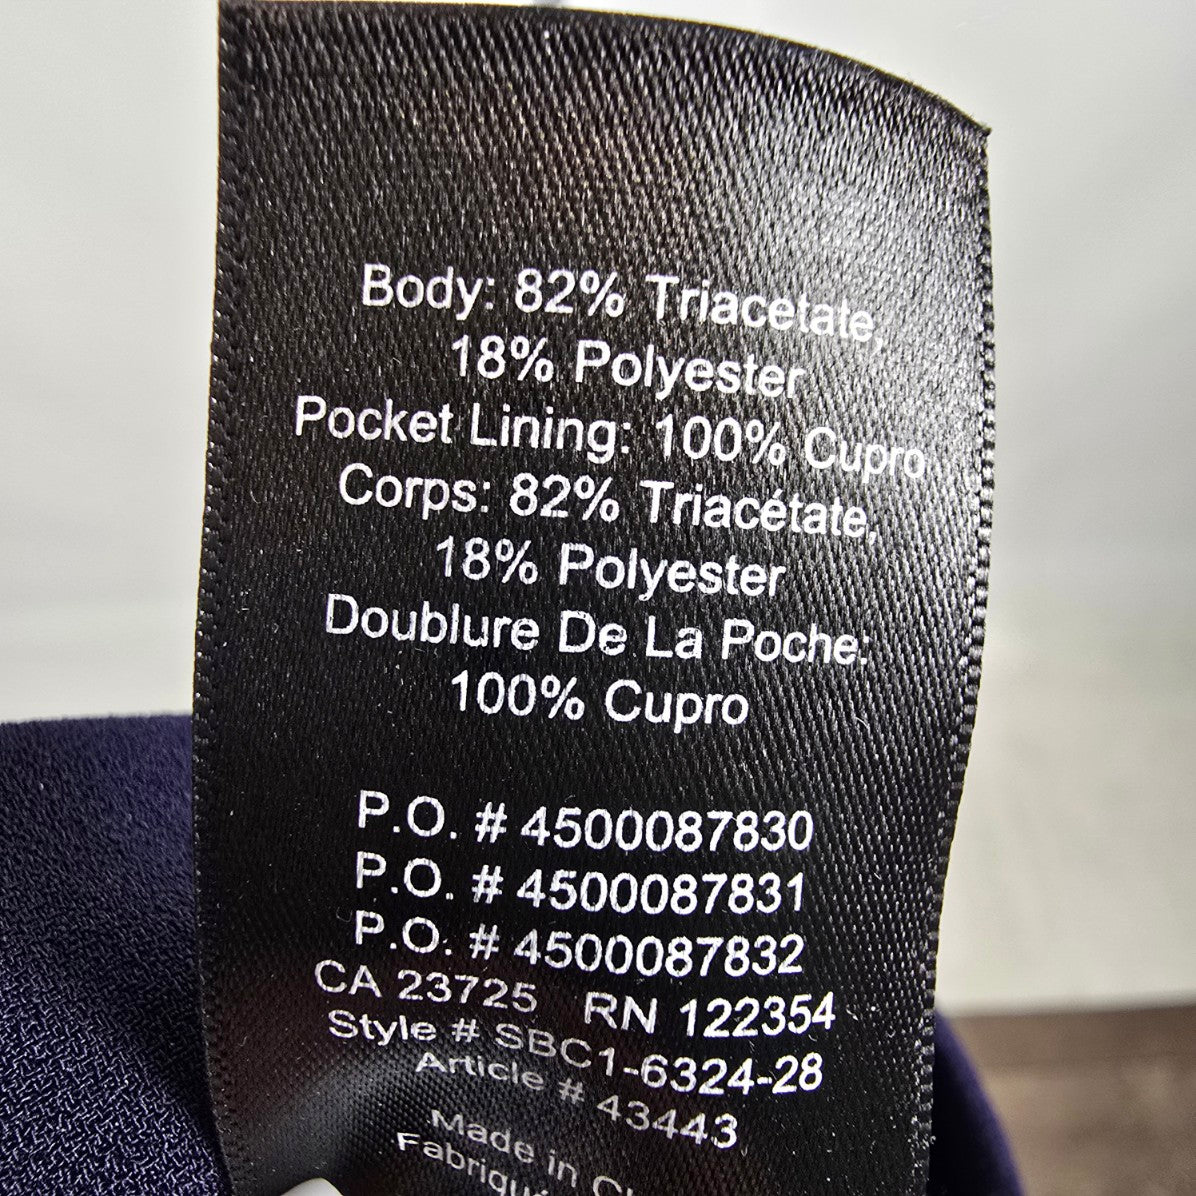 Body: 82% Triacetate,
18% Polyester
Pocket Lining: 100% Cupro
Corps: 82% Triacétate,
18% Polyester
Doublure De La Poche:
100% Cupro
P.O. # 4500087830
P.O. # 4500087831
P.O. # 4500087832
CA 23725 RN 122354
Style # SBC1-6324-28
Article # 43443
Made in